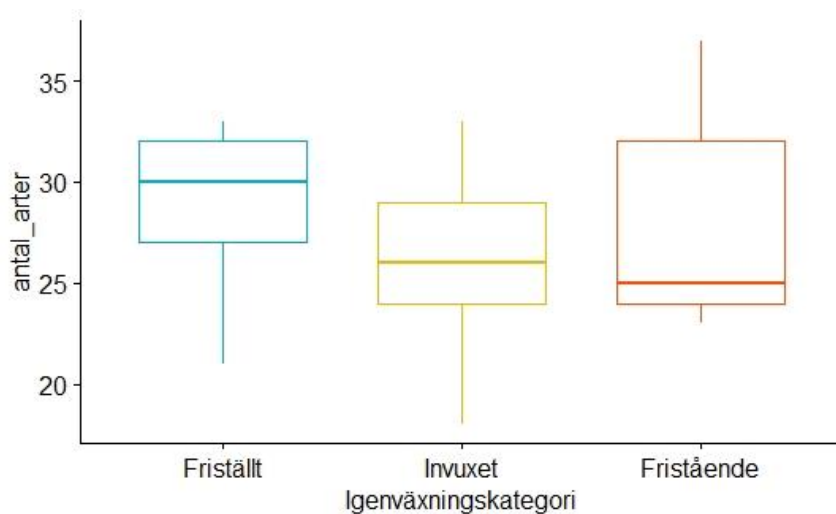 35
30
25
20
antal_arter
Friställt Invuxet Fristående
Igenväxningskategori